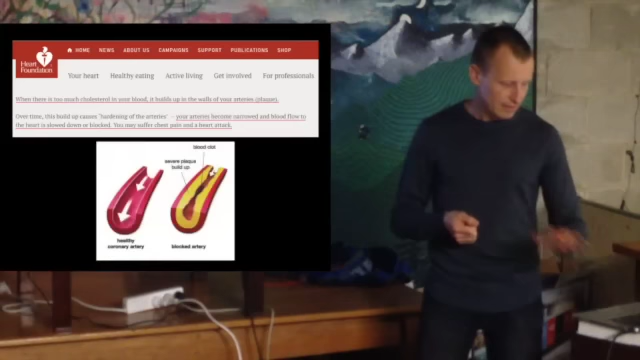 Heart Foundation
HOME NEWS ABOUT US CAMPAIGNS SUPPORT PUBLICATIONS SHOP
Your heart Healthy eating Active living Get involved For professionals
When there is too much cholesterol in your blood, it builds up in the walls of your arteries (plaque).
Over time, this build up causes 'hardening of the arteries' – your arteries become narrowed and blood flow to
the heart is slowed down or blocked. You may suffer chest pain and a heart attack.
blood clot
severe plaque
build up
healthy
coronary artery
blocked artery